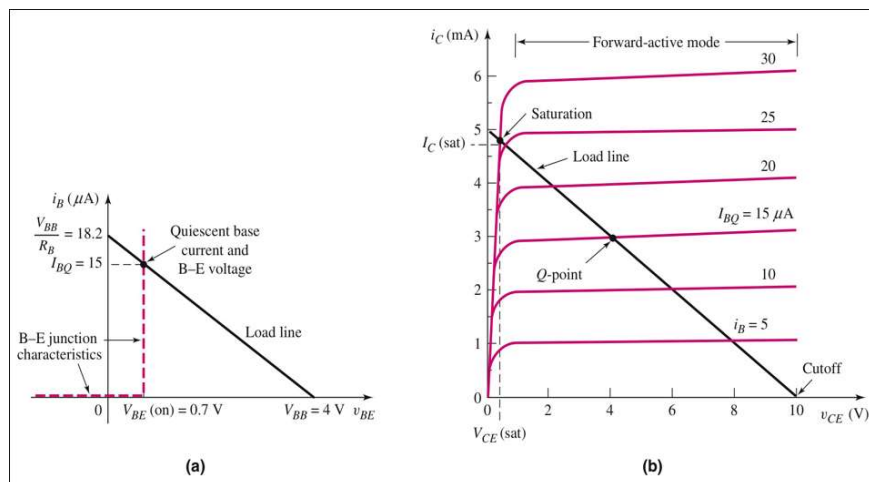 i_B (μA)
V_BB
R_B
= 18.2
I_BQ = 15
Quiescent base
current and
B–E voltage
B–E junction
characteristics
Load line
0
V_BE (on) = 0.7 V
V_BB = 4 V
v_BE
(a)
i_C (mA)
Forward-active mode
30
6
Saturation
25
5
I_C (sat)
Load line
20
4
I_BQ = 15 μA
3
Q-point
10
2
i_B = 5
1
Cutoff
0
0
2
4
6
8
10
v_CE (V)
V_CE (sat)
(b)